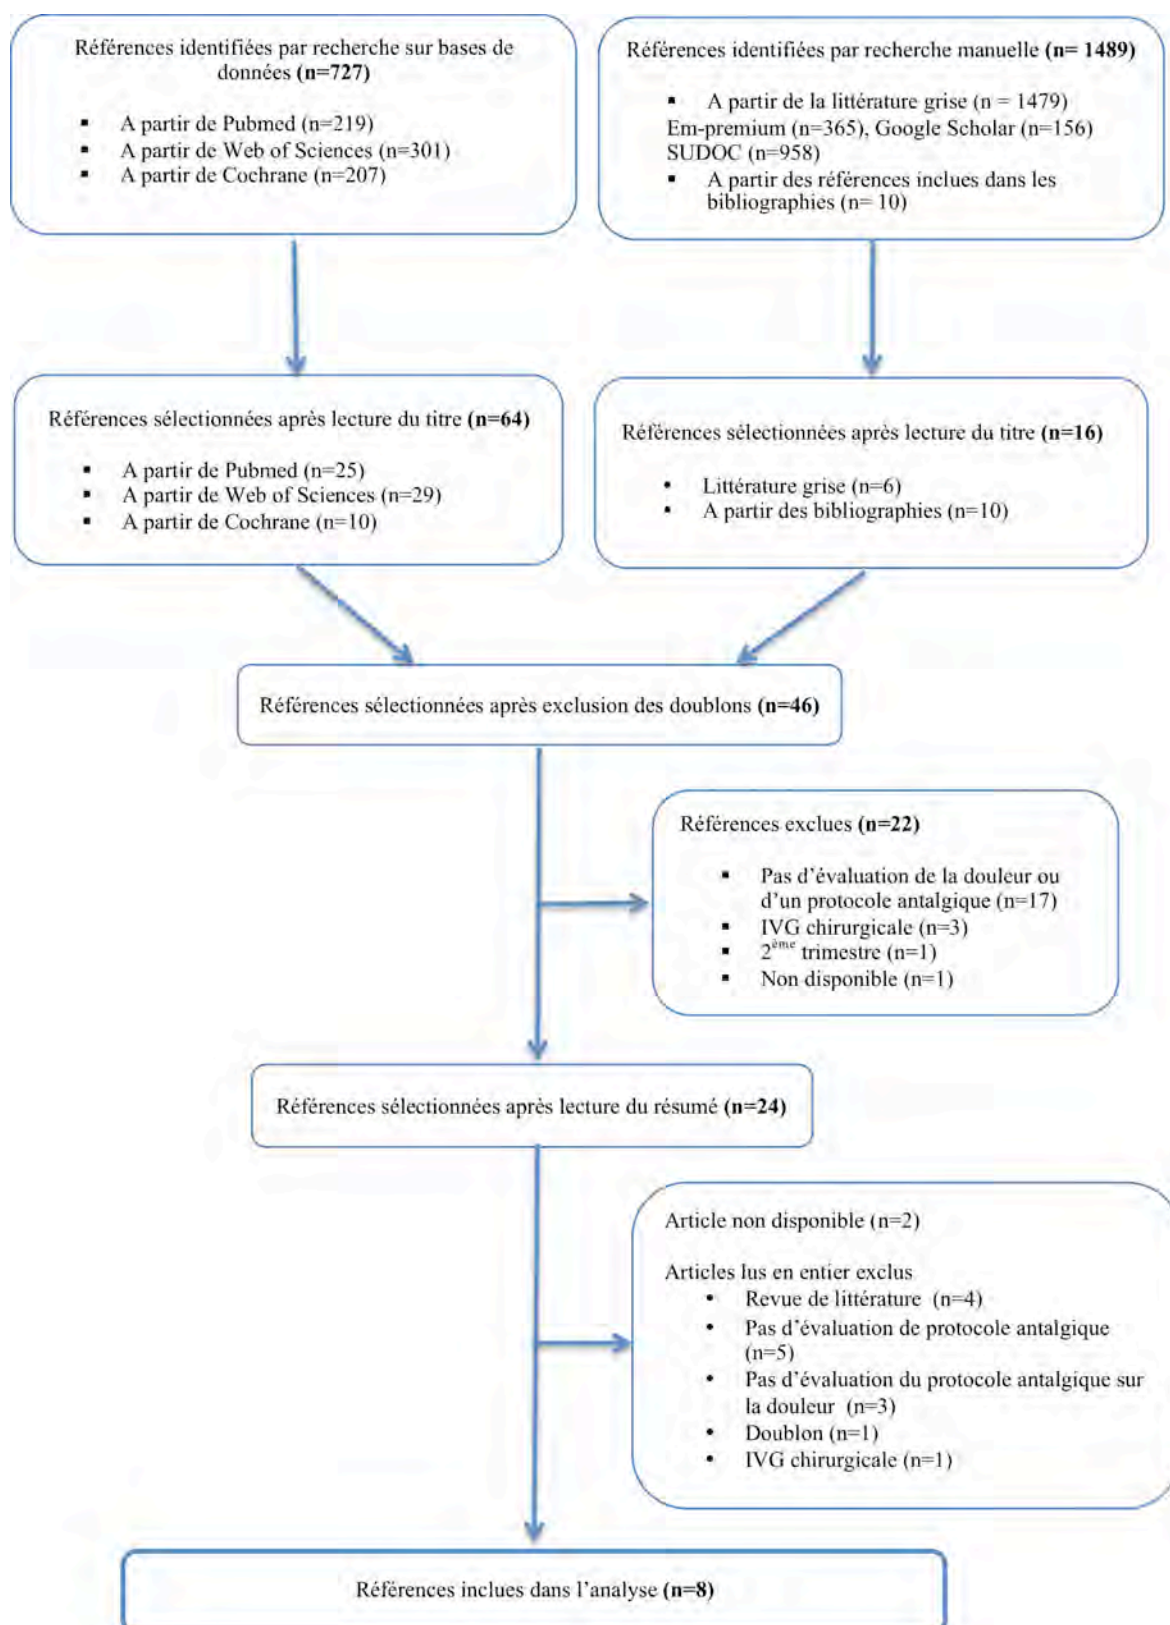 Références identifiées par recherche sur bases de
données (n=727)
▪ A partir de Pubmed (n=219)
▪ A partir de Web of Sciences (n=301)
▪ A partir de Cochrane (n=207)
Références identifiées par recherche manuelle (n= 1489)
▪ A partir de la littérature grise (n = 1479)
Em-premium (n=365), Google Scholar (n=156)
SUDOC (n=958)
▪ A partir des références inclues dans les
bibliographies (n= 10)
Références sélectionnées après lecture du titre (n=64)
▪ A partir de Pubmed (n=25)
▪ A partir de Web of Sciences (n=29)
▪ A partir de Cochrane (n=10)
Références sélectionnées après lecture du titre (n=16)
• Littérature grise (n=6)
• A partir des bibliographies (n=10)
Références sélectionnées après exclusion des doublons (n=46)
Références exclues (n=22)
▪ Pas d’évaluation de la douleur ou
d’un protocole antalgique (n=17)
▪ IVG chirurgicale (n=3)
▪ 2ème trimestre (n=1)
▪ Non disponible (n=1)
Références sélectionnées après lecture du résumé (n=24)
Article non disponible (n=2)
Articles lus en entier exclus
• Revue de littérature (n=4)
• Pas d’évaluation de protocole antalgique
(n=5)
• Pas d’évaluation du protocole antalgique sur
la douleur (n=3)
• Doublon (n=1)
• IVG chirurgicale (n=1)
Références inclues dans l’analyse (n=8)